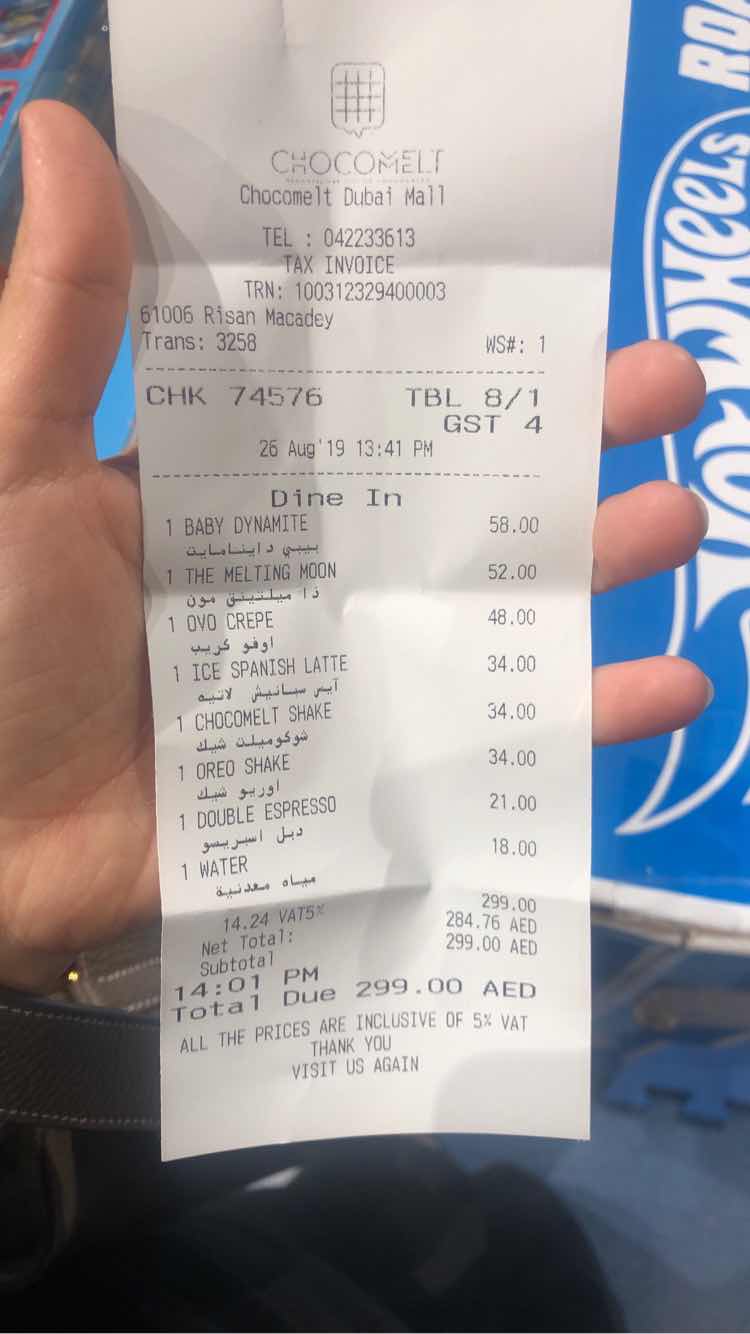 CHOCOMELT
Chocomelt Dubai Mall
TEL : 042233613
TAX INVOICE
TRN: 100312329400003
61006 Risan Macadey
Trans: 3258 WS#: 1
CHK 74576 TBL 8/1
GST 4
26 Aug'19 13:41 PM
Dine In
1 BABY DYNAMITE 58.00
بيبي داينامايت
1 THE MELTING MOON 52.00
ذا ميلتينق مون
1 OVO CREPE 48.00
اوفو كريب
1 ICE SPANISH LATTE 34.00
آيس سبانيش لاتيه
1 CHOCOMELT SHAKE 34.00
شوكوميلت شيك
1 OREO SHAKE 34.00
اوريو شيك
1 DOUBLE ESPRESSO 21.00
دبل اسبريسو
1 WATER 18.00
مياه معدنية
14.24 VAT5% 299.00
Net Total: 284.76 AED
Subtotal 299.00 AED
14:01 PM
Total Due 299.00 AED
ALL THE PRICES ARE INCLUSIVE OF 5% VAT
THANK YOU
VISIT US AGAIN
HOT WHEELS